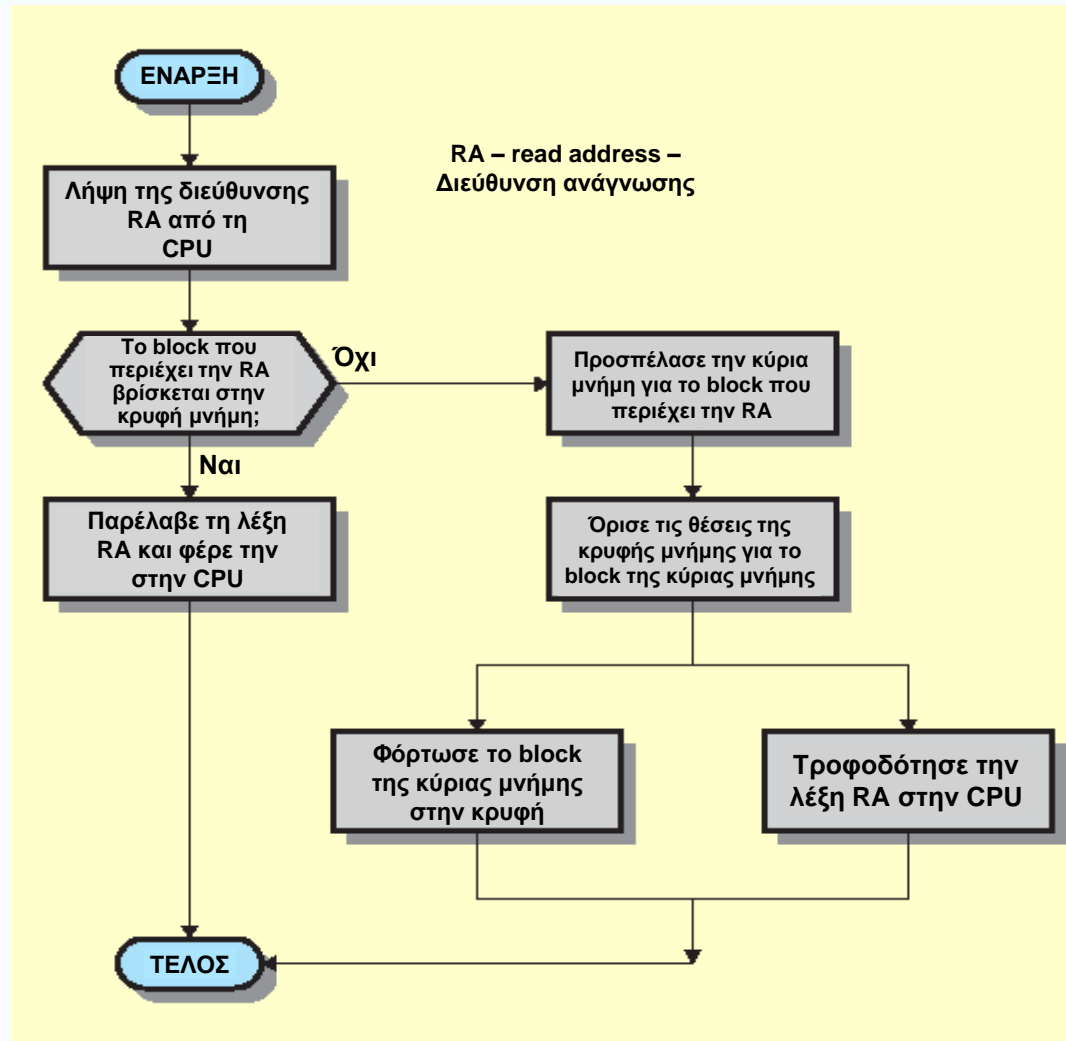 ΕΝΑΡΞΗ
RA – read address –
Διεύθυνση ανάγνωσης
Λήψη της διεύθυνσης
RA από τη
CPU
Το block που
περιέχει την RA
βρίσκεται στην
κρυφή μνήμη;
Όχι
Προσπέλασε την κύρια
μνήμη για το block που
περιέχει την RA
Ναι
Παρέλαβε τη λέξη
RA και φέρε την
στην CPU
Όρισε τις θέσεις της
κρυφής μνήμης για το
block της κύριας μνήμης
Φόρτωσε το block
της κύριας μνήμης
στην κρυφή
Τροφοδότησε την
λέξη RA στην CPU
ΤΕΛΟΣ